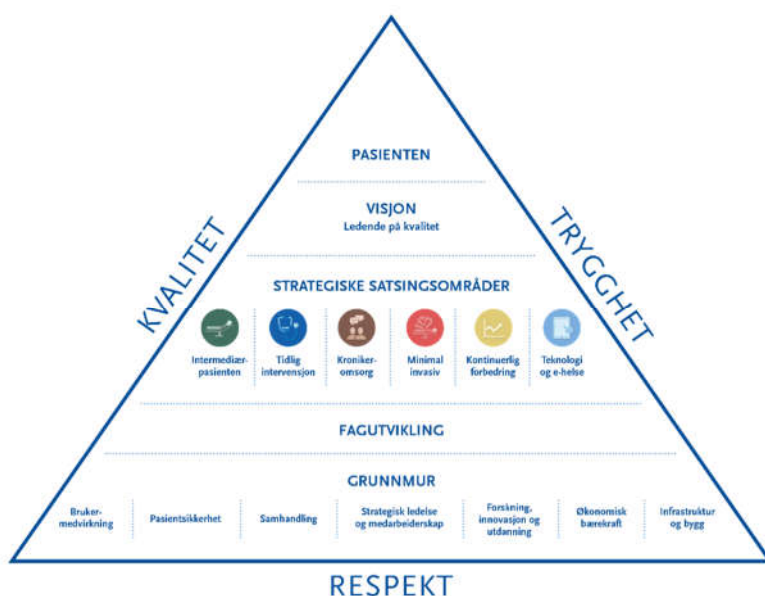 PASIENTEN
VISJON
Ledende på kvalitet
KVALITET
TRYGGHET
STRATEGISKE SATSINGSOMRÅDER
Intermediær-
pasienten
Tidlig
intervensjon
Kroniker-
omsorg
Minimal
invasiv
Kontinuerlig
forbedring
Teknologi
og e-helse
FAGUTVIKLING
GRUNNMUR
Bruker-
medvirkning
Pasientsikkerhet
Samhandling
Strategisk ledelse
og medarbeiderskap
Forskning,
innovasjon og
utdanning
Økonomisk
bærekraft
Infrastruktur
og bygg
RESPEKT